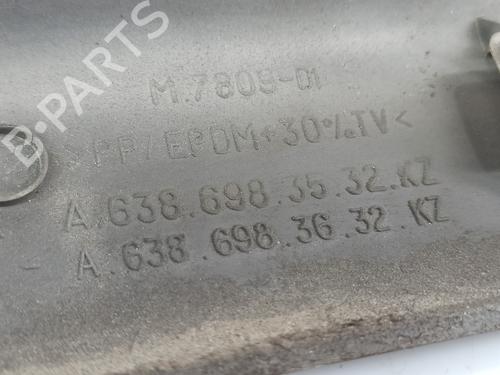 B-PARTS
M.7809-01
PP/EPDM+30%TV<
A.638.698.35.32.KZ
- A.638.698.36.32.KZ